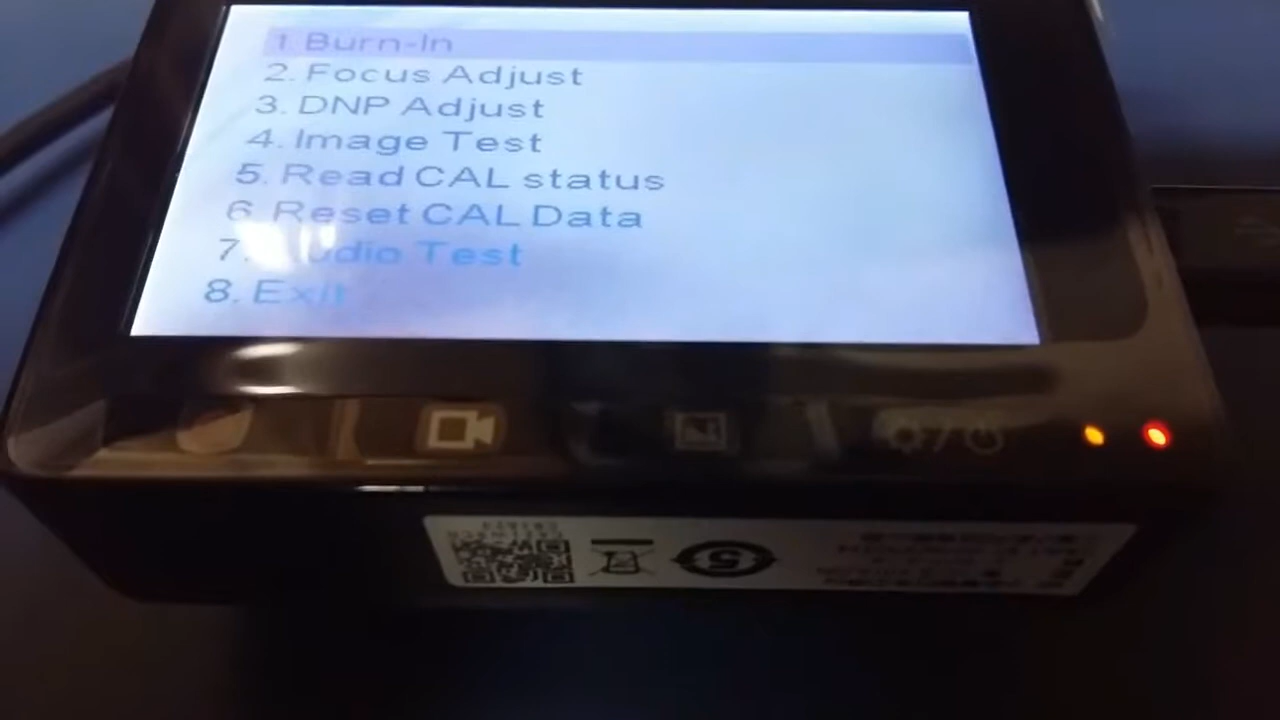 1. Burn-In
2. Focus Adjust
3. DNP Adjust
4. Image Test
5. Read CAL status
6 Reset CAL Data
7. Audio Test
8. Exit
5